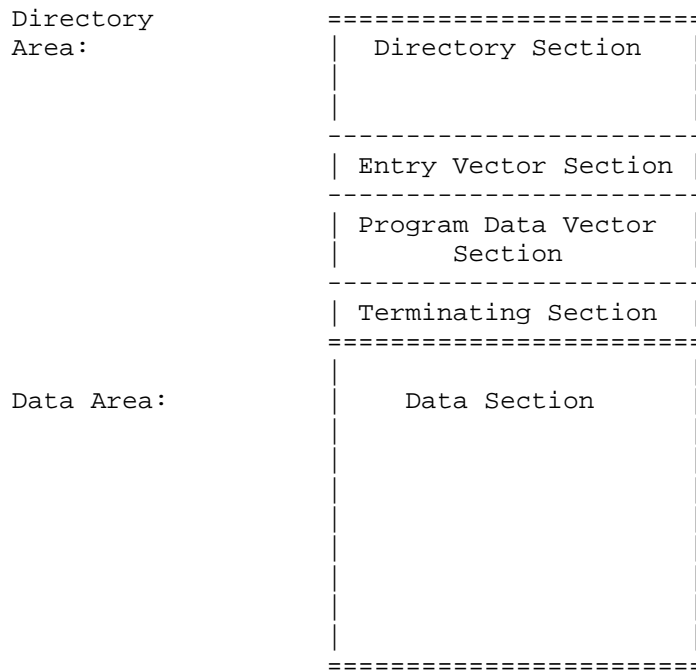 Directory ========================
Area: | Directory Section |
| |
| |
------------------------
| Entry Vector Section |
------------------------
| Program Data Vector |
| Section |
------------------------
| Terminating Section |
========================
| |
Data Area: | Data Section |
| |
| |
| |
| |
| |
| |
| |
| |
========================